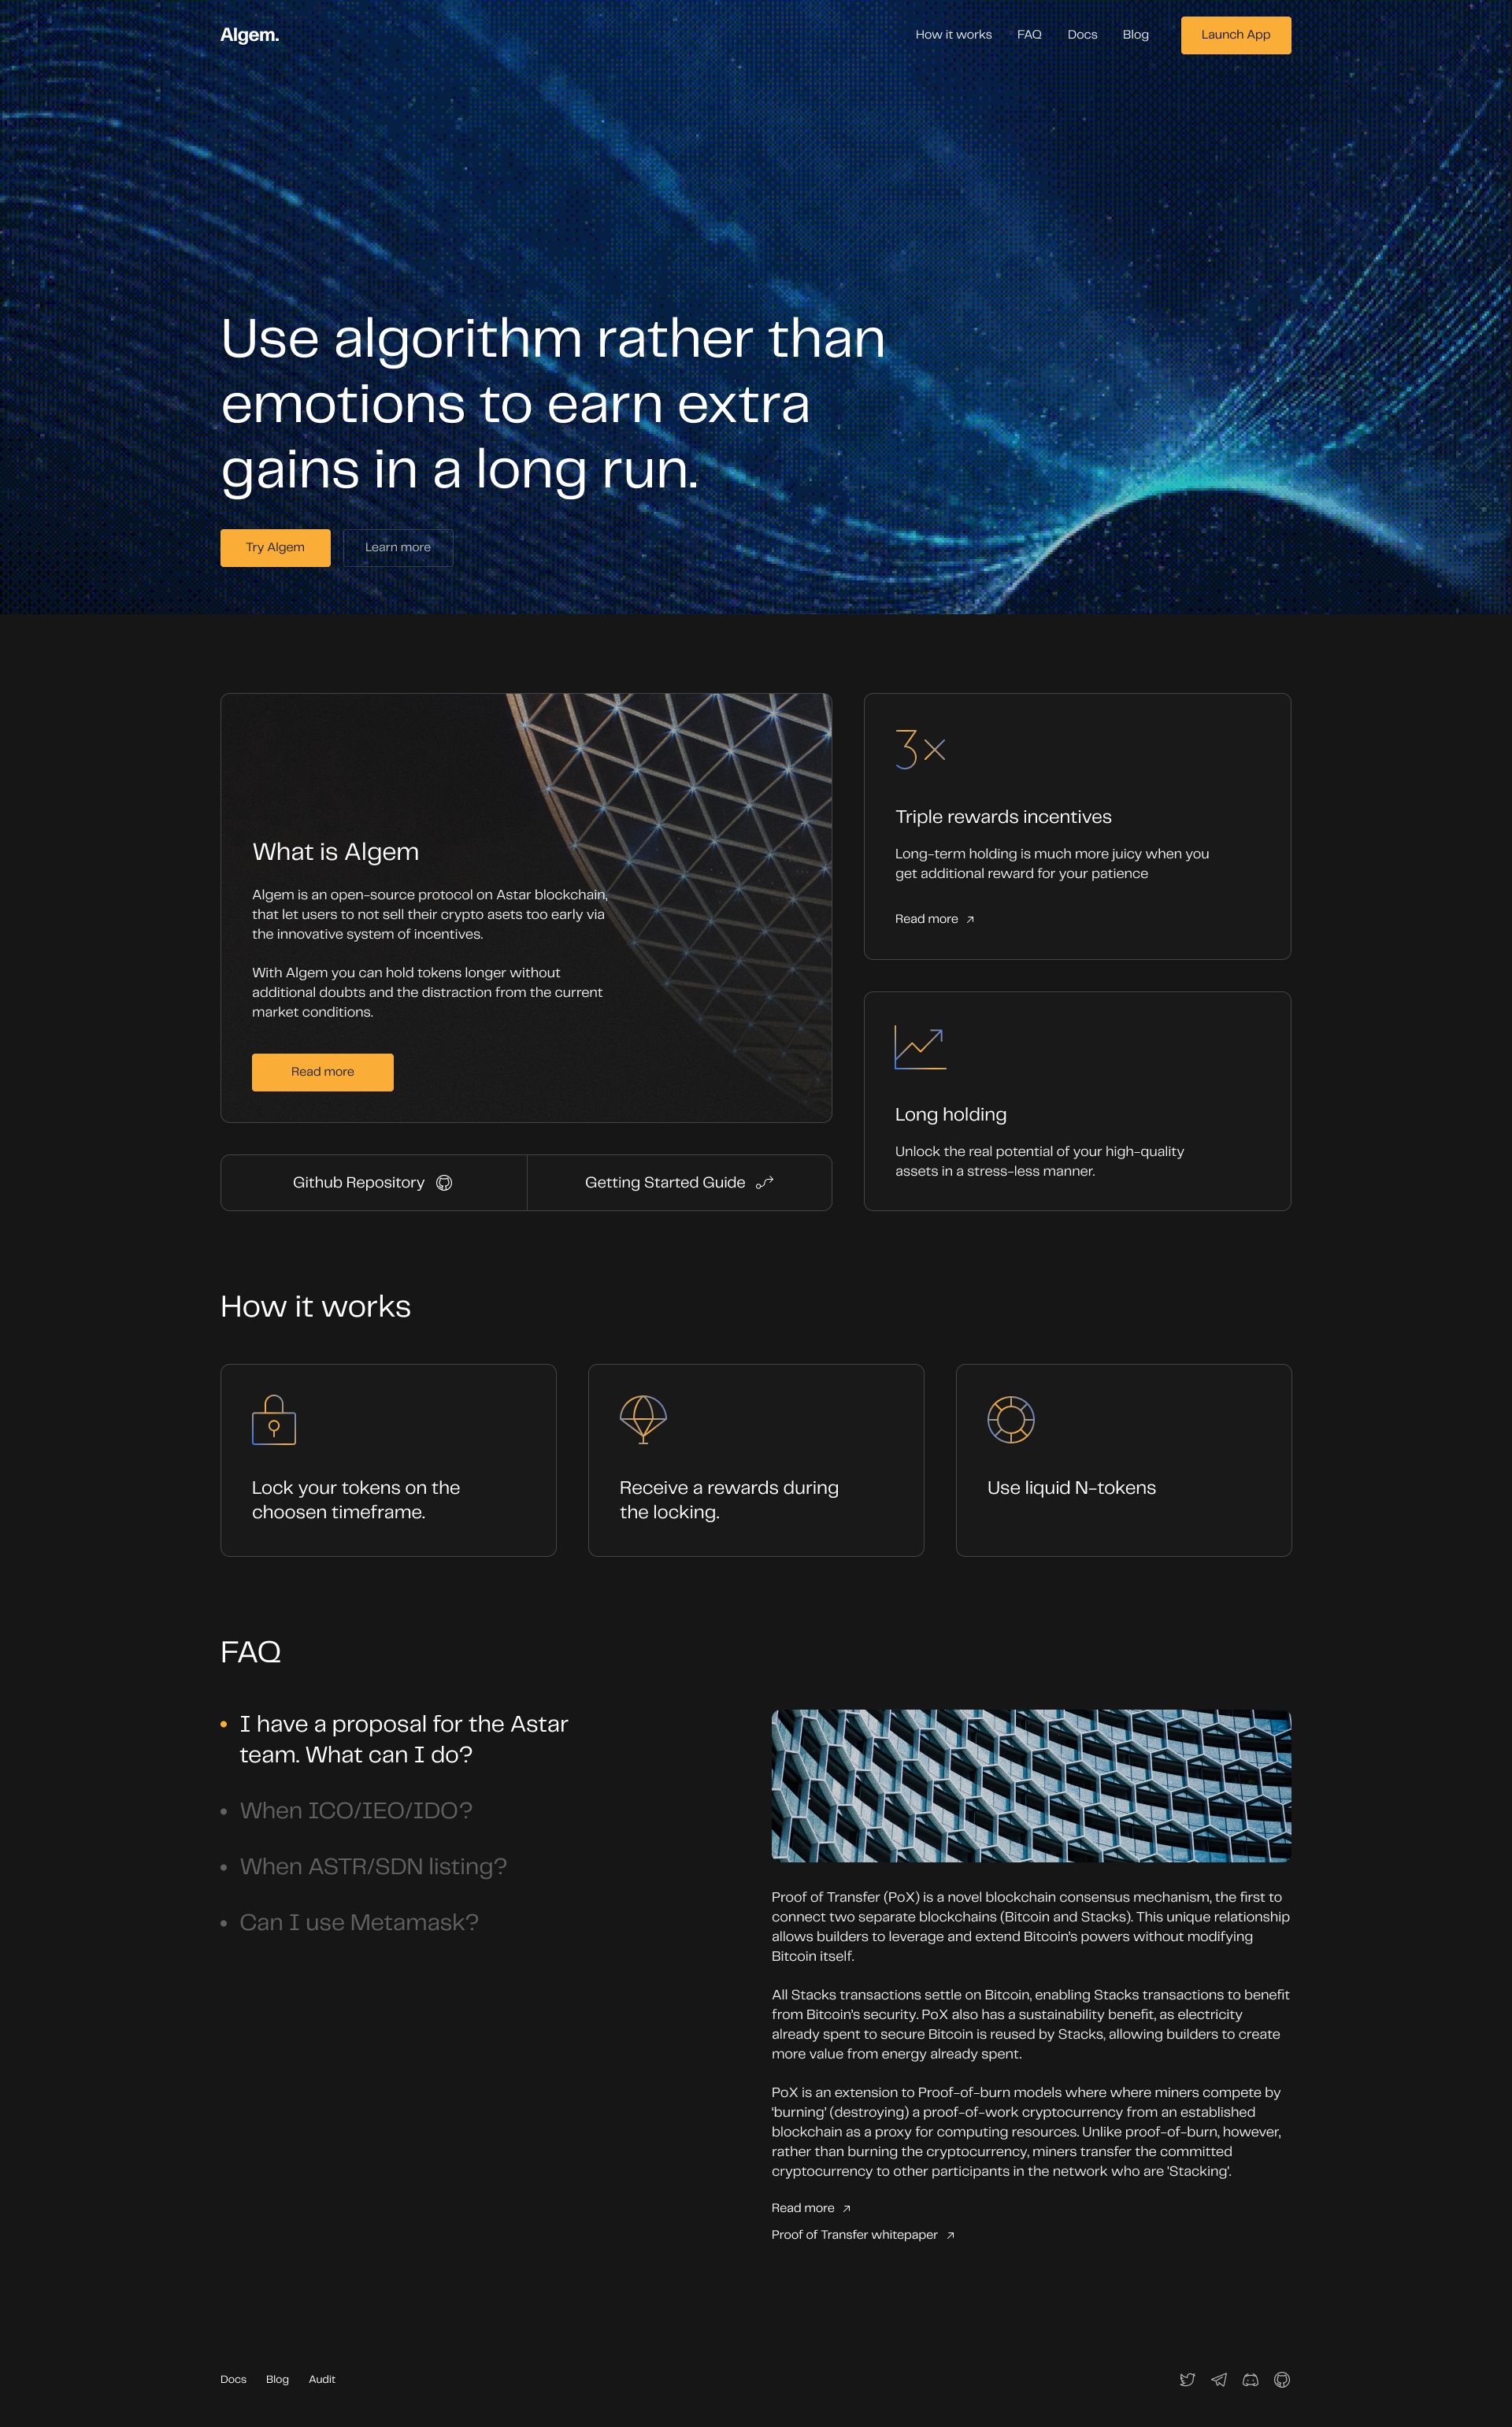 Algem.
How it works
FAQ
Docs
Blog
Launch App
Use algorithm rather than
emotions to earn extra
gains in a long run.
Try Algem
Learn more
What is Algem
Algem is an open-source protocol on Astar blockchain,
that let users to not sell their crypto asets too early via
the innovative system of incentives.
With Algem you can hold tokens longer without
additional doubts and the distraction from the current
market conditions.
Read more
Github Repository
Getting Started Guide
3×
Triple rewards incentives
Long-term holding is much more juicy when you
get additional reward for your patience
Read more
Long holding
Unlock the real potential of your high-quality
assets in a stress-less manner.
How it works
Lock your tokens on the
choosen timeframe.
Receive a rewards during
the locking.
Use liquid N-tokens
FAQ
I have a proposal for the Astar
team. What can I do?
When ICO/IEO/IDO?
When ASTR/SDN listing?
Can I use Metamask?
Proof of Transfer (PoX) is a novel blockchain consensus mechanism, the first to
connect two separate blockchains (Bitcoin and Stacks). This unique relationship
allows builders to leverage and extend Bitcoin's powers without modifying
Bitcoin itself.
All Stacks transactions settle on Bitcoin, enabling Stacks transactions to benefit
from Bitcoin's security. PoX also has a sustainability benefit, as electricity
already spent to secure Bitcoin is reused by Stacks, allowing builders to create
more value from energy already spent.
PoX is an extension to Proof-of-burn models where where miners compete by
‘burning’ (destroying) a proof-of-work cryptocurrency from an established
blockchain as a proxy for computing resources. Unlike proof-of-burn, however,
rather than burning the cryptocurrency, miners transfer the committed
cryptocurrency to other participants in the network who are 'Stacking'.
Read more
Proof of Transfer whitepaper
Docs
Blog
Audit